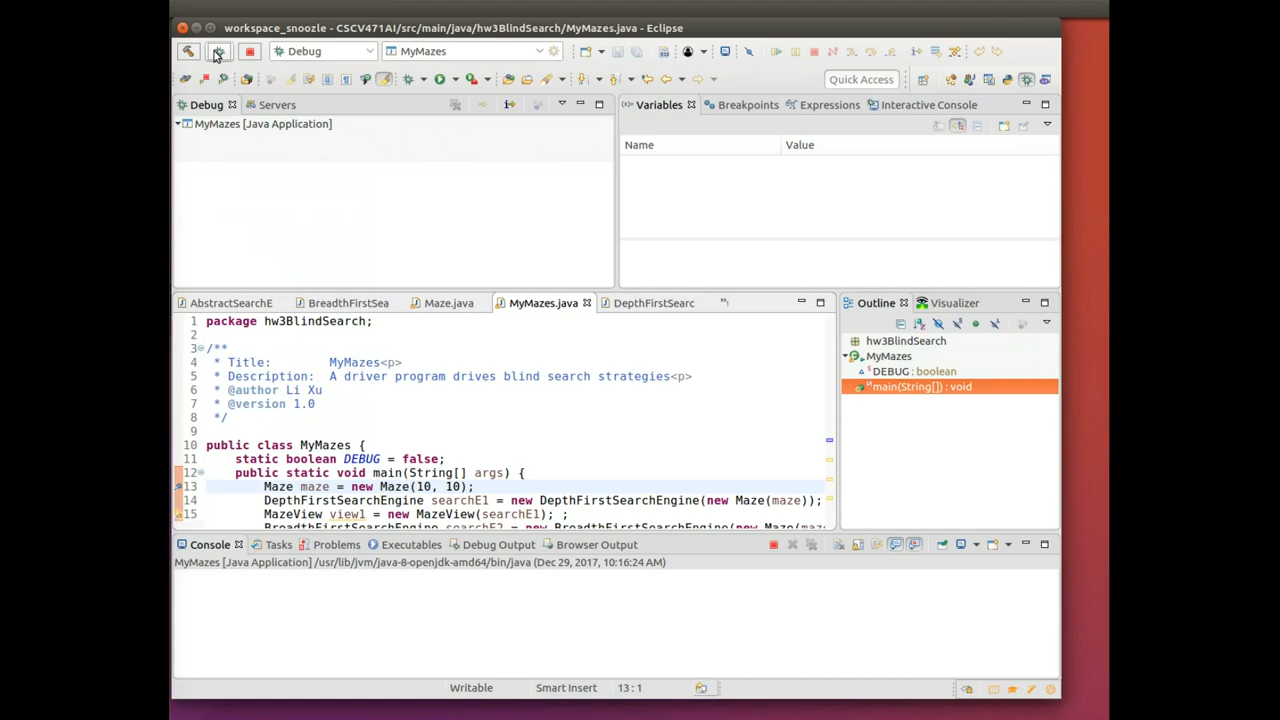 workspace_snoozle - CSCV471AI/src/main/java/hw3BlindSearch/MyMazes.java - Eclipse
Debug MyMazes
Quick Access
Debug Servers
MyMazes [Java Application]
(x)= Variables Breakpoints Expressions Interactive Console
Name Value
AbstractSearchE BreadthFirstSea Maze.java MyMazes.java DepthFirstSearc
1 package hw3BlindSearch;
2
3 /**
4 * Title: MyMazes<p>
5 * Description: A driver program drives blind search strategies<p>
6 * @author Li Xu
7 * @version 1.0
8 */
9
10 public class MyMazes {
11 static boolean DEBUG = false;
12 public static void main(String[] args) {
13 Maze maze = new Maze(10, 10);
14 DepthFirstSearchEngine searchE1 = new DepthFirstSearchEngine(new Maze(maze));
15 MazeView view1 = new MazeView(searchE1); ;
BreadthFirstSearchEngine searchE2 = new BreadthFirstSearchEngine(new Maze(maz
Outline Visualizer
hw3BlindSearch
MyMazes
DEBUG : boolean
main(String[]) : void
Console Tasks Problems Executables Debug Output Browser Output
MyMazes [Java Application] /usr/lib/jvm/java-8-openjdk-amd64/bin/java (Dec 29, 2017, 10:16:24 AM)
Writable Smart Insert 13 : 1